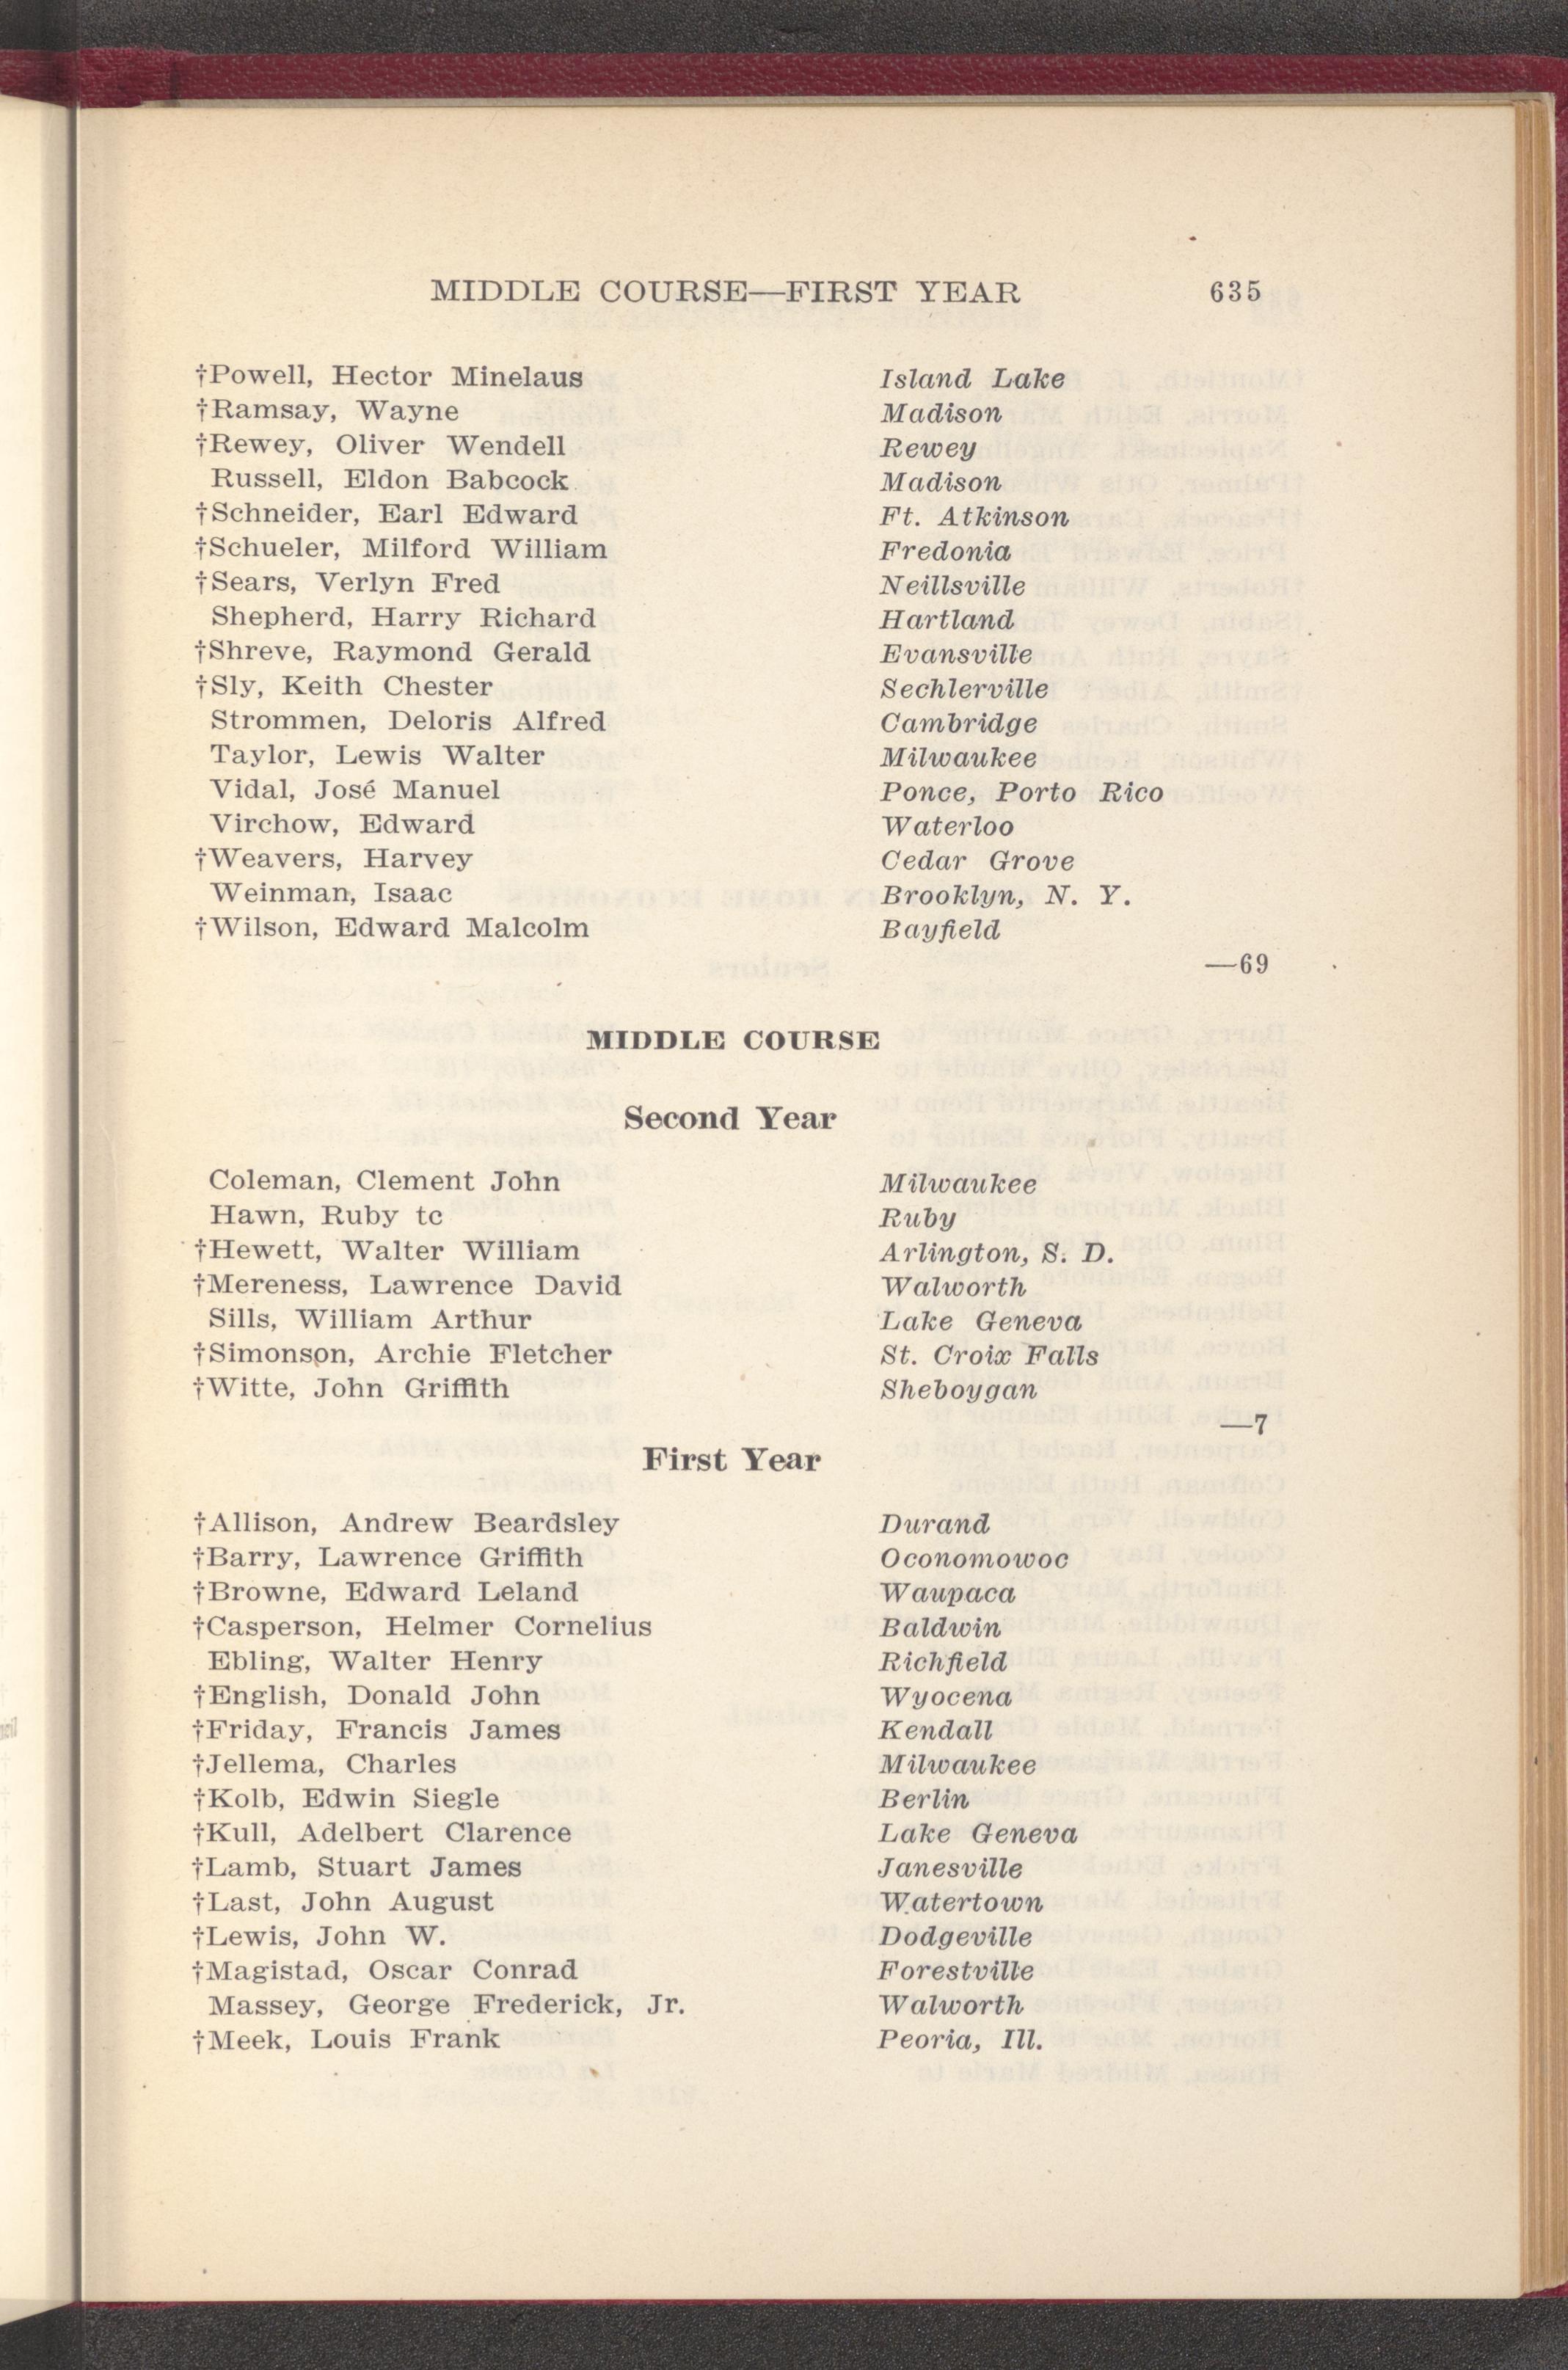 MIDDLE COURSE—FIRST YEAR 635
†Powell, Hector Minelaus Island Lake
†Ramsay, Wayne Madison
†Rewey, Oliver Wendell Rewey
Russell, Eldon Babcock Madison
†Schneider, Earl Edward Ft. Atkinson
†Schueler, Milford William Fredonia
†Sears, Verlyn Fred Neillsville
Shepherd, Harry Richard Hartland
†Shreve, Raymond Gerald Evansville
†Sly, Keith Chester Sechlerville
Strommen, Deloris Alfred Cambridge
Taylor, Lewis Walter Milwaukee
Vidal, José Manuel Ponce, Porto Rico
Virchow, Edward Waterloo
†Weavers, Harvey Cedar Grove
Weinman, Isaac Brooklyn, N. Y.
†Wilson, Edward Malcolm Bayfield
—69
MIDDLE COURSE
Second Year
Coleman, Clement John Milwaukee
Hawn, Ruby tc Ruby
†Hewett, Walter William Arlington, S. D.
†Mereness, Lawrence David Walworth
Sills, William Arthur Lake Geneva
†Simonson, Archie Fletcher St. Croix Falls
†Witte, John Griffith Sheboygan
—7
First Year
†Allison, Andrew Beardsley Durand
†Barry, Lawrence Griffith Oconomowoc
†Browne, Edward Leland Waupaca
†Casperson, Helmer Cornelius Baldwin
Ebling, Walter Henry Richfield
†English, Donald John Wyocena
†Friday, Francis James Kendall
†Jellema, Charles Milwaukee
†Kolb, Edwin Siegle Berlin
†Kull, Adelbert Clarence Lake Geneva
†Lamb, Stuart James Janesville
†Last, John August Watertown
†Lewis, John W. Dodgeville
†Magistad, Oscar Conrad Forestville
Massey, George Frederick, Jr. Walworth
†Meek, Louis Frank Peoria, Ill.